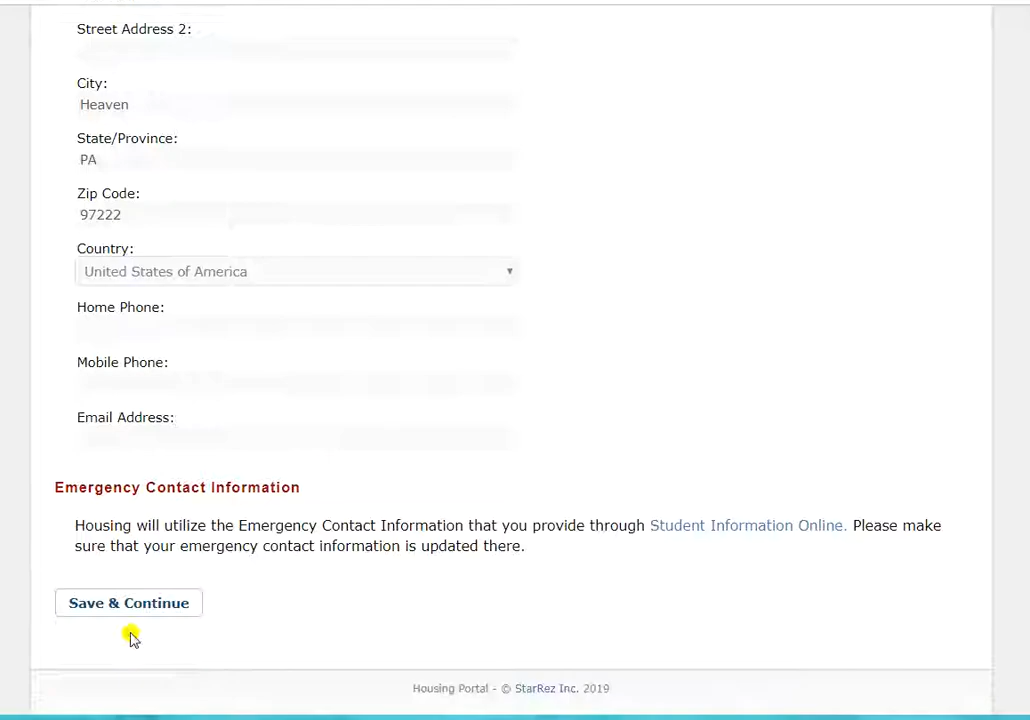 Street Address 2:
City:
Heaven
State/Province:
PA
Zip Code:
97222
Country:
United States of America
Home Phone:
Mobile Phone:
Email Address:
Emergency Contact Information
Housing will utilize the Emergency Contact Information that you provide through Student Information Online. Please make
sure that your emergency contact information is updated there.
Save & Continue
Housing Portal - © StarRez Inc. 2019